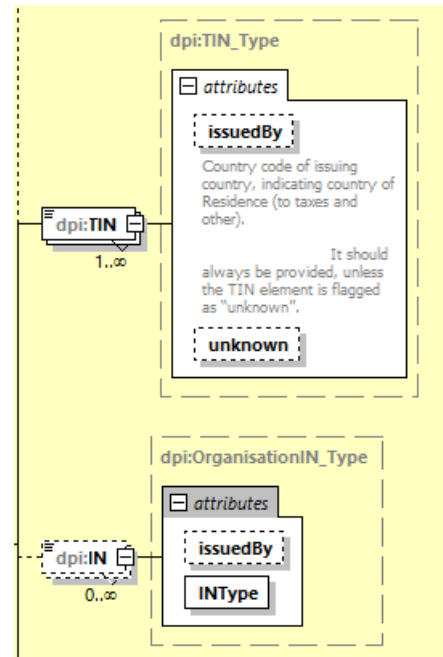 dpi:TIN_Type
attributes
issuedBy
Country code of issuing
country, indicating country of
Residence (to taxes and
other).
It should
always be provided, unless
the TIN element is flagged
as “unknown”.
dpi:TIN
1..∞
unknown
dpi:OrganisationIN_Type
attributes
issuedBy
dpi:IN
0..∞
INType